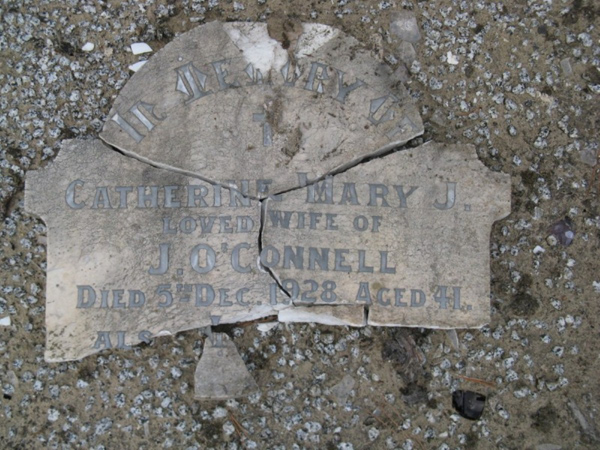 IN MEMORY OF
CATHERINE MARY J.
LOVED WIFE OF
J. O'CONNELL
DIED 5TH DEC. 1928 AGED 41.